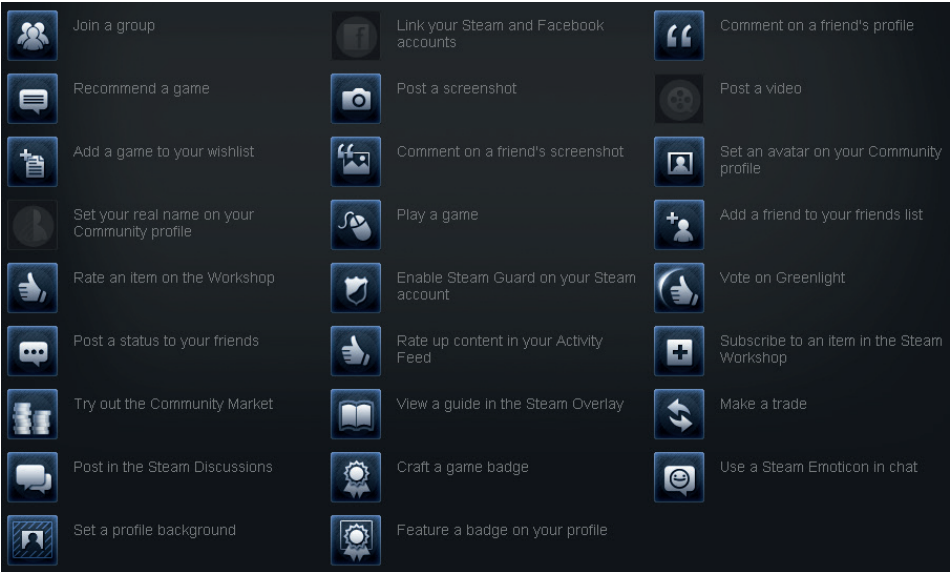 Join a group
Link your Steam and Facebook
accounts
Comment on a friend's profile
Recommend a game
Post a screenshot
Post a video
Add a game to your wishlist
Comment on a friend's screenshot
Set an avatar on your Community
profile
Set your real name on your
Community profile
Play a game
Add a friend to your friends list
Rate an item on the Workshop
Enable Steam Guard on your Steam
account
Vote on Greenlight
Post a status to your friends
Rate up content in your Activity
Feed
Subscribe to an item in the Steam
Workshop
Try out the Community Market
View a guide in the Steam Overlay
Make a trade
Post in the Steam Discussions
Craft a game badge
Use a Steam Emoticon in chat
Set a profile background
Feature a badge on your profile